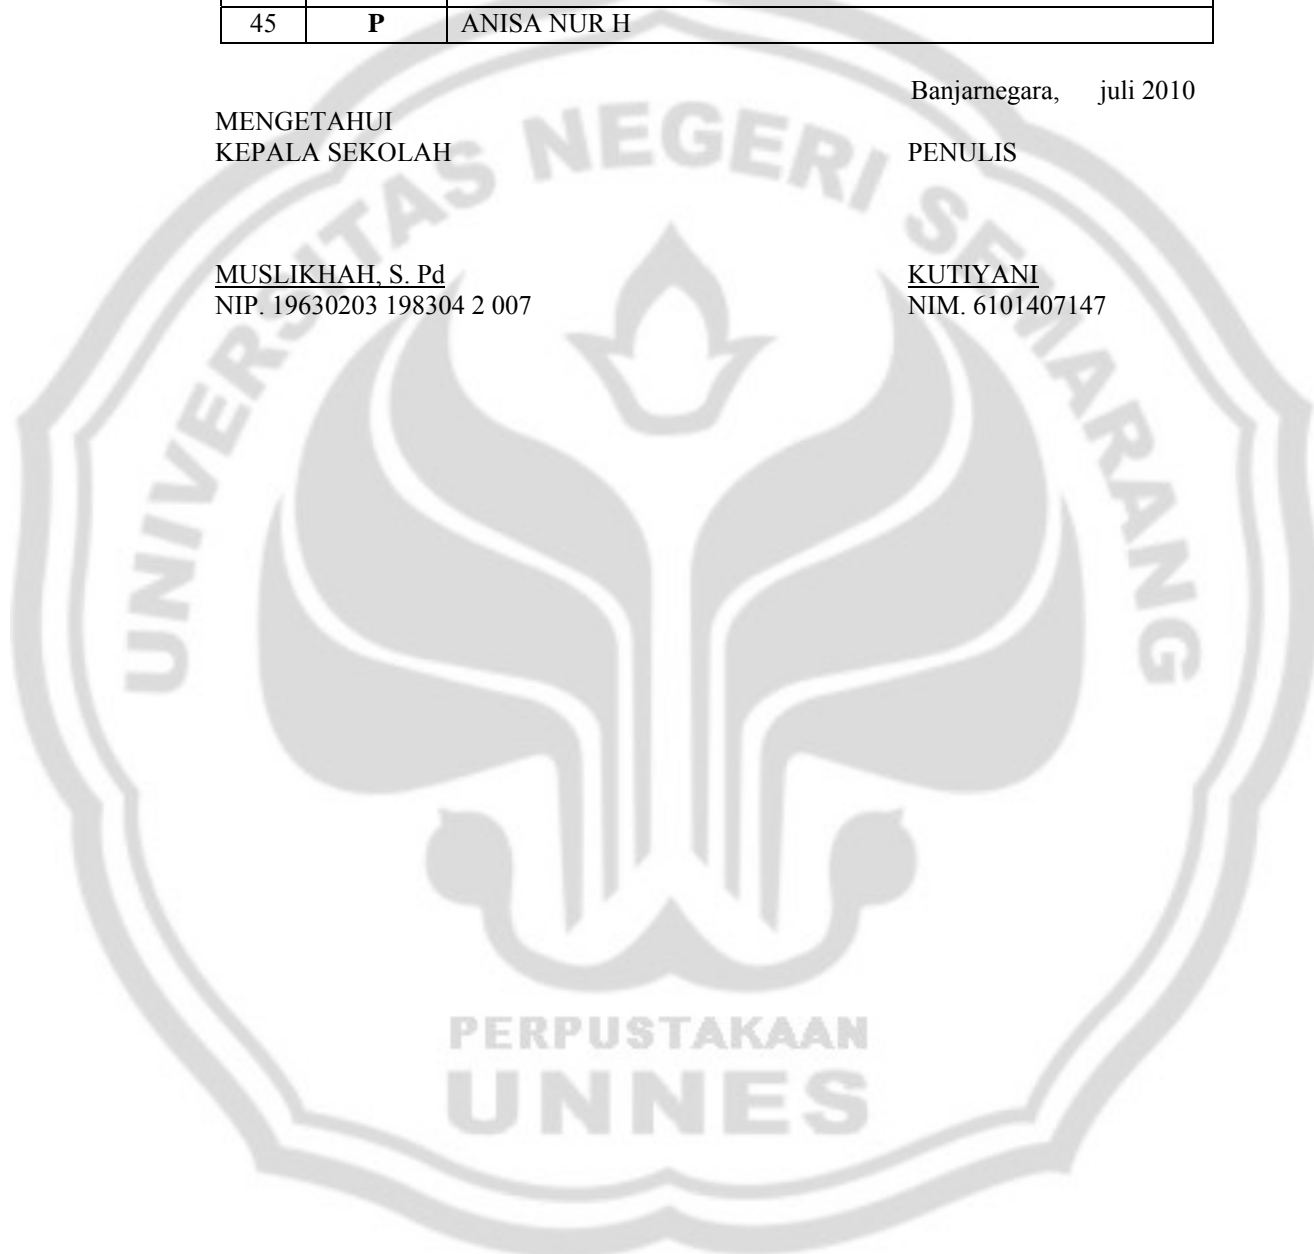 45 P ANISA NUR H
Banjarnegara, juli 2010
MENGETAHUI
KEPALA SEKOLAH PENULIS
MUSLIKHAH, S. Pd KUTIYANI
NIP. 19630203 198304 2 007 NIM. 6101407147
UNIVERSITAS NEGERI SEMARANG
PERPUSTAKAAN
UNNES